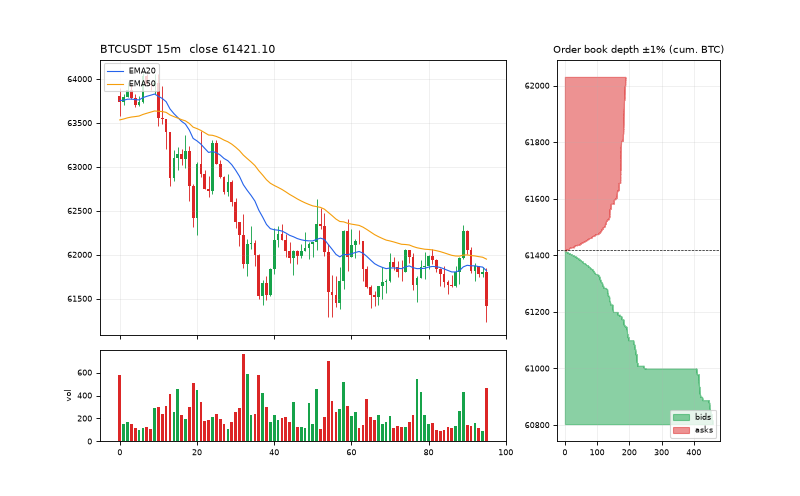 BTCUSDT 15m close 61421.10
EMA20
EMA50
64000
63500
63000
62500
62000
61500
vol
600
400
200
0
0 20 40 60 80 100
Order book depth ±1% (cum. BTC)
62000
61800
61600
61400
61200
61000
60800
bids
asks
0 100 200 300 400